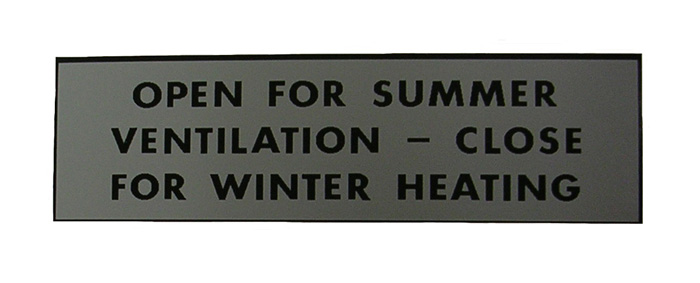 OPEN FOR SUMMER
VENTILATION – CLOSE
FOR WINTER HEATING